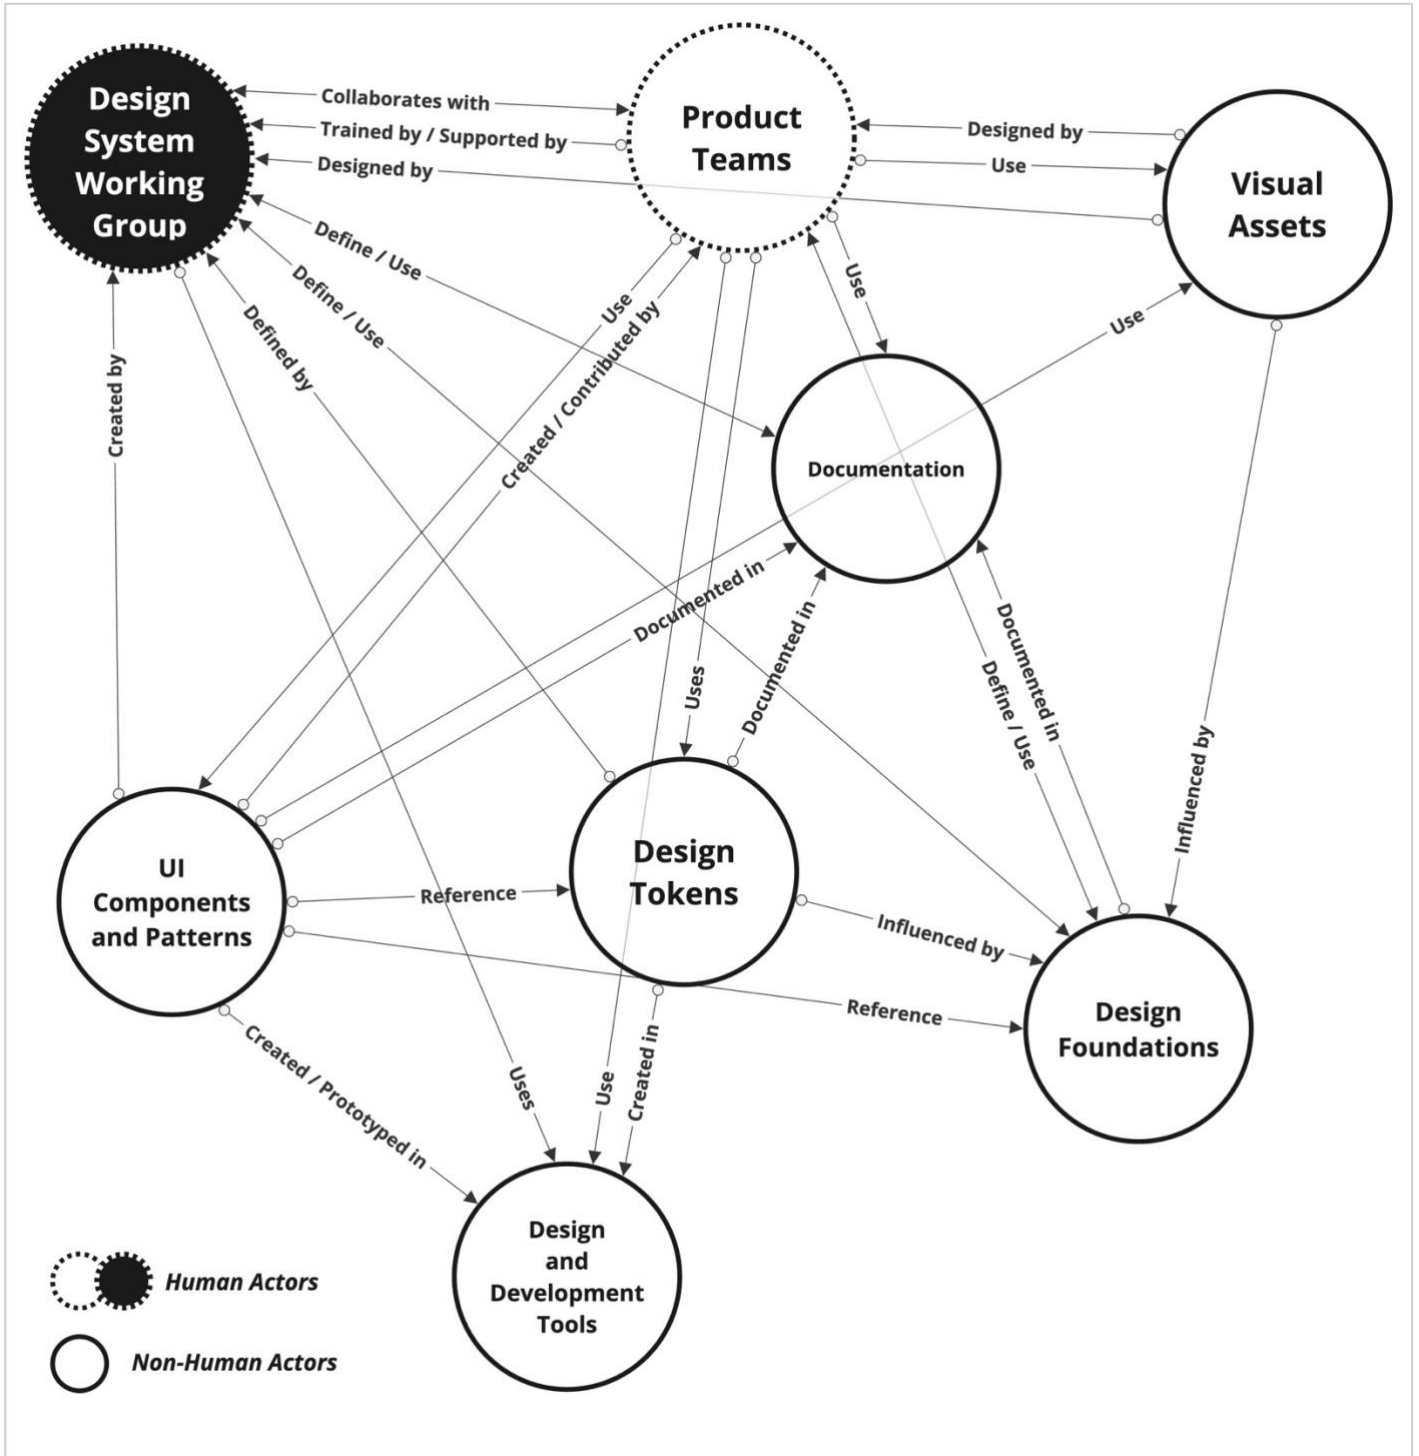 Design
System
Working
Group
Product
Teams
Visual
Assets
Collaborates with
Trained by / Supported by
Designed by
Designed by
Use
Define / Use
Define / Use
Defined by
Created by
Use
Created / Contributed by
Use
Use
Documentation
Documented in
Documented in
Documented in
Define / Use
Influenced by
Uses
UI
Components
and Patterns
Reference
Design
Tokens
Influenced by
Reference
Design
Foundations
Created / Prototyped in
Uses
Use
Created in
Design
and
Development
Tools
Human Actors
Non-Human Actors